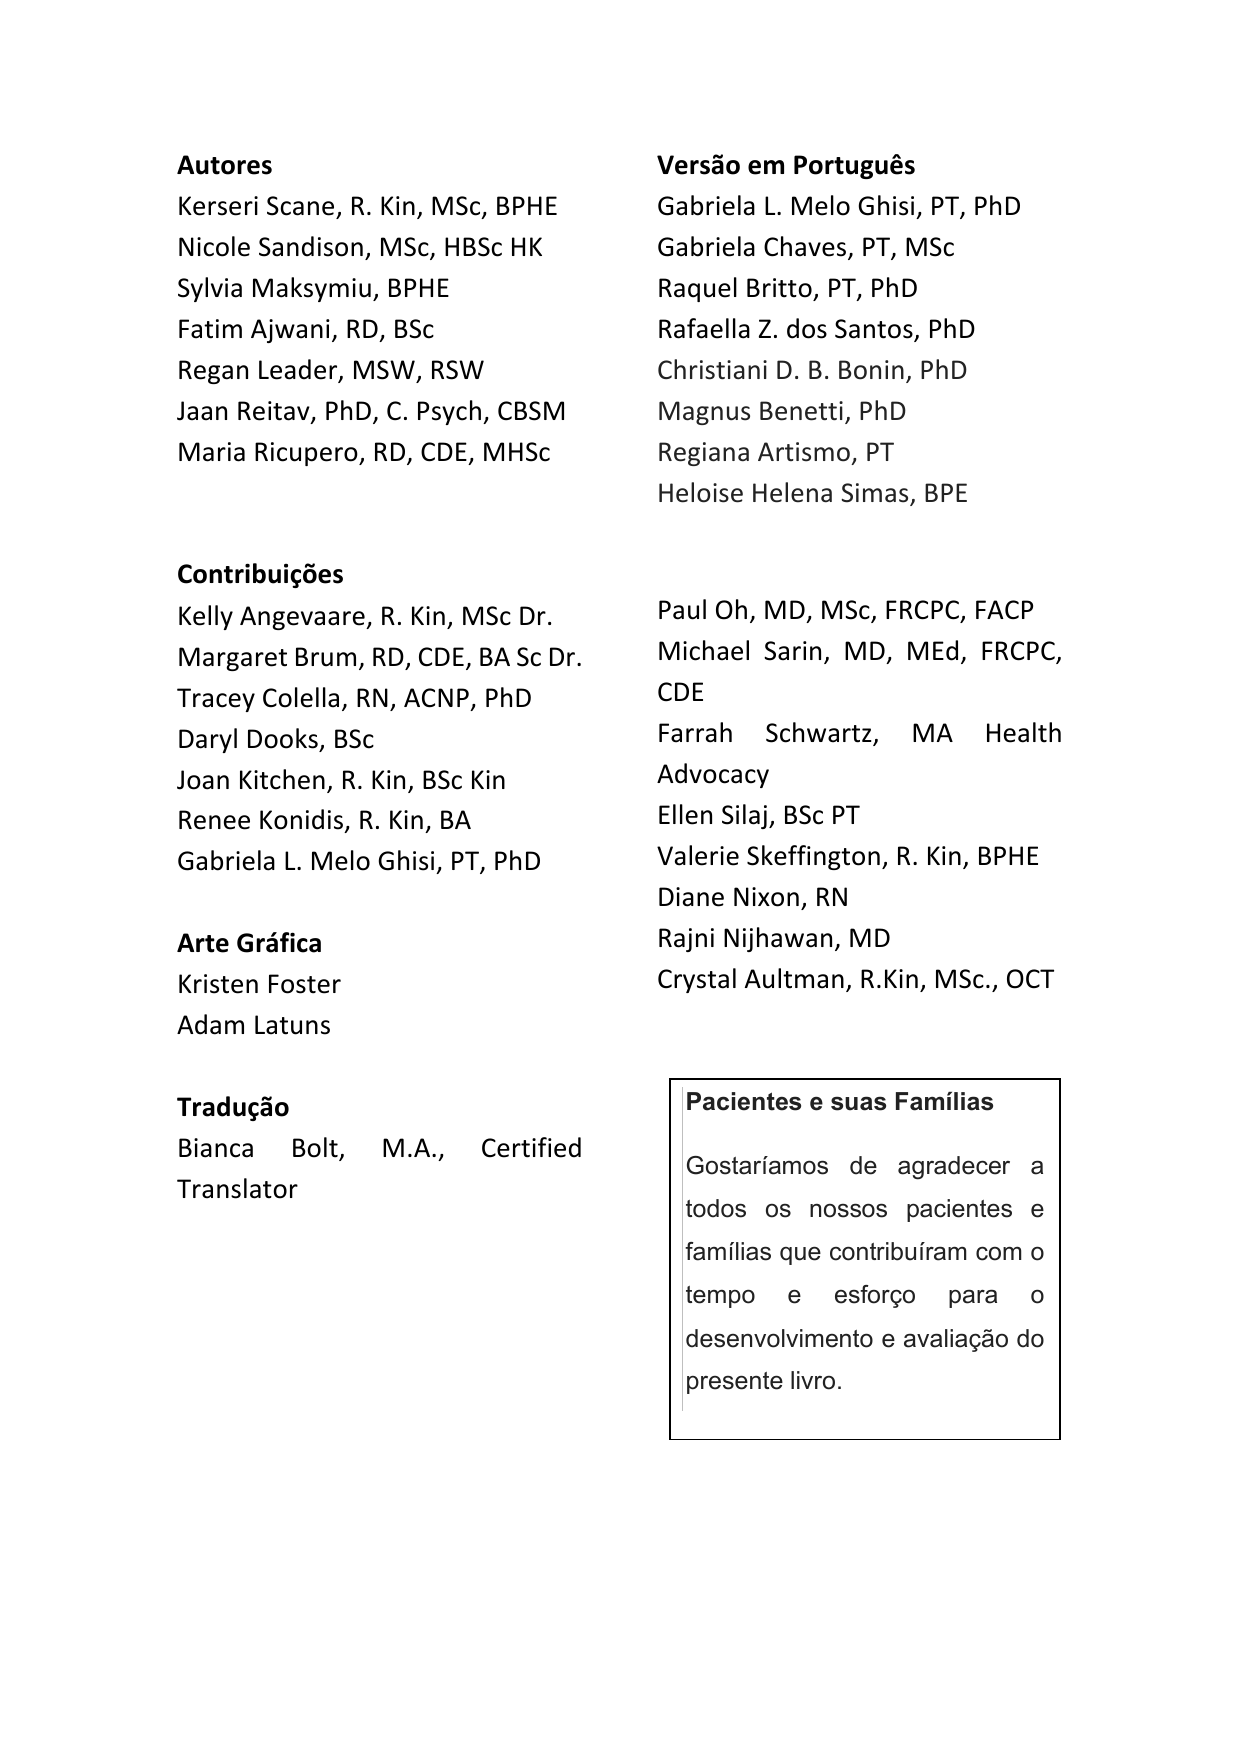 Autores
Kerseri Scane, R. Kin, MSc, BPHE
Nicole Sandison, MSc, HBSc HK
Sylvia Maksymiu, BPHE
Fatim Ajwani, RD, BSc
Regan Leader, MSW, RSW
Jaan Reitav, PhD, C. Psych, CBSM
Maria Ricupero, RD, CDE, MHSc
Contribuições
Kelly Angevaare, R. Kin, MSc Dr.
Margaret Brum, RD, CDE, BA Sc Dr.
Tracey Colella, RN, ACNP, PhD
Daryl Dooks, BSc
Joan Kitchen, R. Kin, BSc Kin
Renee Konidis, R. Kin, BA
Gabriela L. Melo Ghisi, PT, PhD
Arte Gráfica
Kristen Foster
Adam Latuns
Tradução
Bianca Bolt, M.A., Certified
Translator
Versão em Português
Gabriela L. Melo Ghisi, PT, PhD
Gabriela Chaves, PT, MSc
Raquel Britto, PT, PhD
Rafaella Z. dos Santos, PhD
Christiani D. B. Bonin, PhD
Magnus Benetti, PhD
Regiana Artismo, PT
Heloise Helena Simas, BPE
Paul Oh, MD, MSc, FRCPC, FACP
Michael Sarin, MD, MEd, FRCPC,
CDE
Farrah Schwartz, MA Health
Advocacy
Ellen Silaj, BSc PT
Valerie Skeffington, R. Kin, BPHE
Diane Nixon, RN
Rajni Nijhawan, MD
Crystal Aultman, R.Kin, MSc., OCT
Pacientes e suas Famílias
Gostaríamos de agradecer a
todos os nossos pacientes e
famílias que contribuíram com o
tempo e esforço para o
desenvolvimento e avaliação do
presente livro.